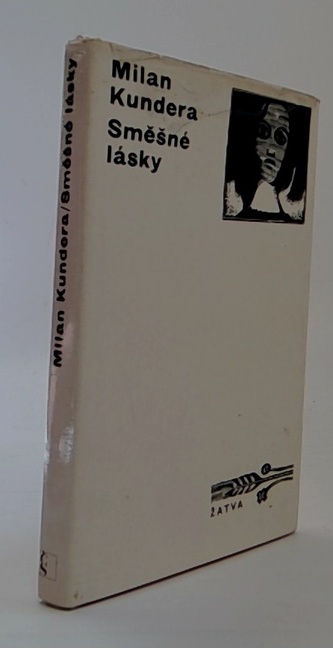 Milan
Kundera
Směšné
lásky
ŽATVA
Milan Kundera/Směšné lásky